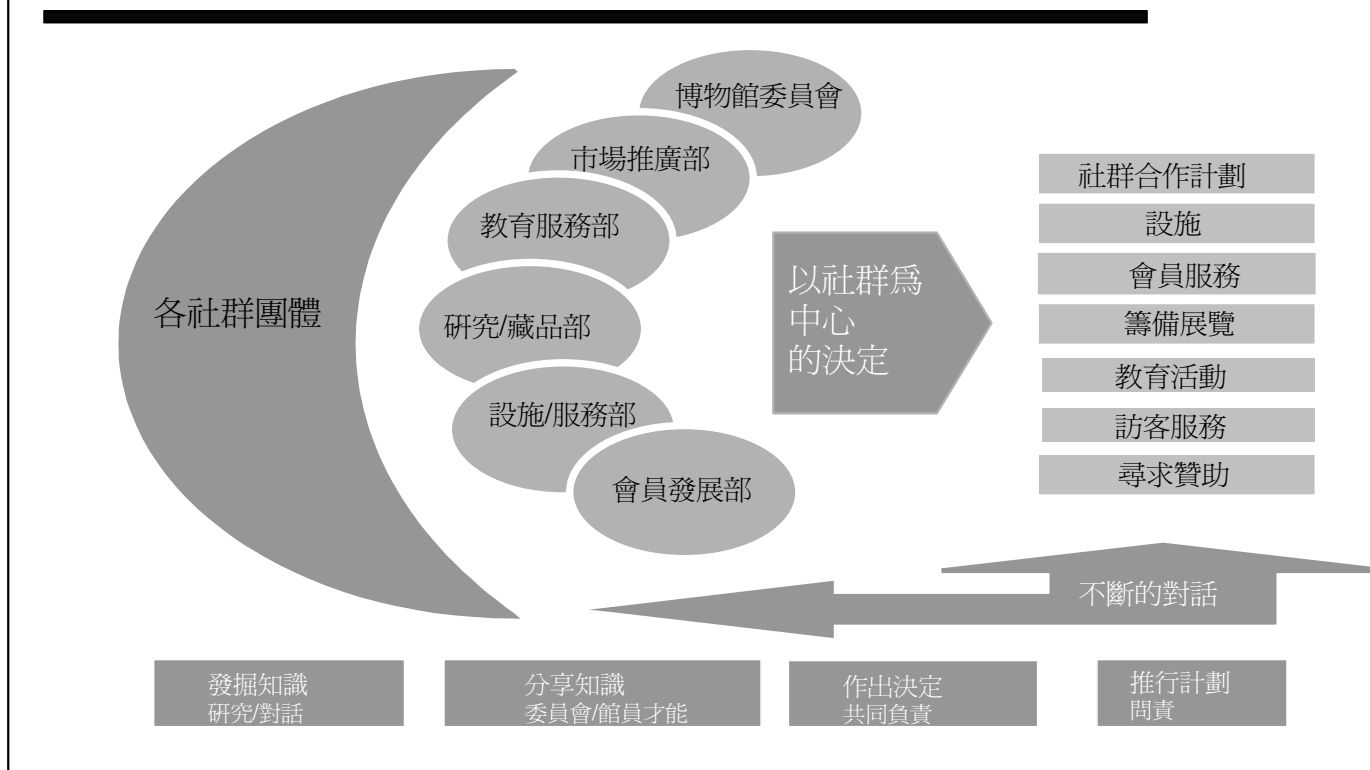 各社群團體
博物館委員會
市場推廣部
教育服務部
研究/藏品部
設施/服務部
會員發展部
以社群爲
中心
的決定
社群合作計劃
設施
會員服務
籌備展覽
教育活動
訪客服務
尋求贊助
不斷的對話
發掘知識
研究/對話
分享知識
委員會/館員才能
作出決定
共同負責
推行計劃
問責